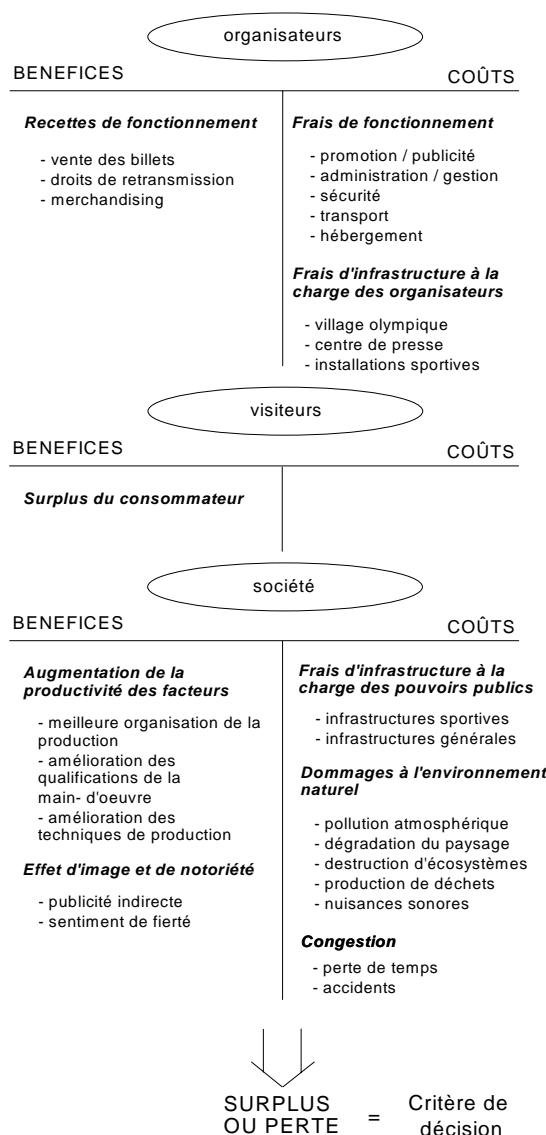 organisateurs
BENEFICES
COÛTS
Recettes de fonctionnement
- vente des billets
- droits de retransmission
- merchandising
Frais de fonctionnement
- promotion / publicité
- administration / gestion
- sécurité
- transport
- hébergement
Frais d'infrastructure à la
charge des organisateurs
- village olympique
- centre de presse
- installations sportives
visiteurs
BENEFICES
COÛTS
Surplus du consommateur
société
BENEFICES
COÛTS
Augmentation de la
productivité des facteurs
- meilleure organisation de la
production
- amélioration des
qualifications de la
main- d'oeuvre
- amélioration des
techniques de production
Effet d'image et de notoriété
- publicité indirecte
- sentiment de fierté
Frais d'infrastructure à la
charge des pouvoirs publics
- infrastructures sportives
- infrastructures générales
Dommages à l'environnement
naturel
- pollution atmosphérique
- dégradation du paysage
- destruction d'écosystèmes
- production de déchets
- nuisances sonores
Congestion
- perte de temps
- accidents
SURPLUS
OU PERTE
=
Critère de
décision